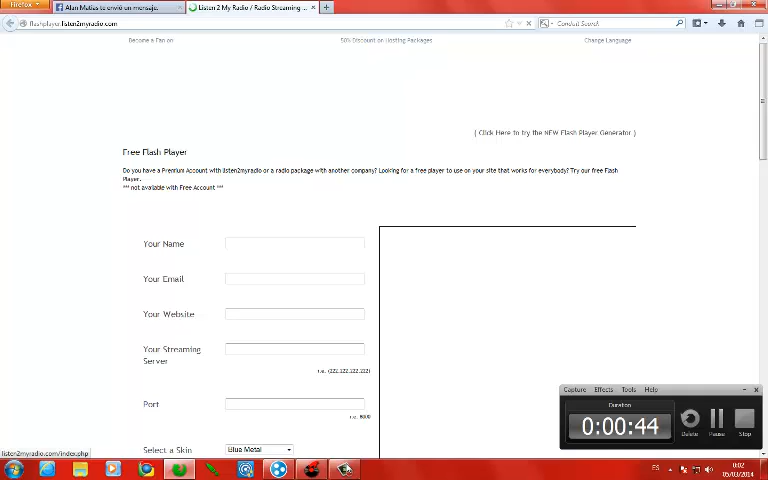 Firefox
Alan Matías te envió un mensaje.
Listen 2 My Radio / Radio Streaming ...
flashplayer.listen2myradio.com
Conduit Search
Become a Fan on
50% Discount on Hosting Packages
Change Language
( Click Here to try the NEW Flash Player Generator )
Free Flash Player
Do you have a Premium Account with listen2myradio or a radio package with another company? Looking for a free player to use on your site that works for everybody? Try our free Flash
Player.
*** not available with Free Account ***
Your Name
Your Email
Your Website
Your Streaming
Server
i.e. (222.222.222.222)
Port
i.e. 8000
Select a Skin
Blue Metal
Capture Effects Tools Help
Duration
0:00:44
Delete
Pause
Stop
listen2myradio.com/index.php
ES
0:02
05/03/2014